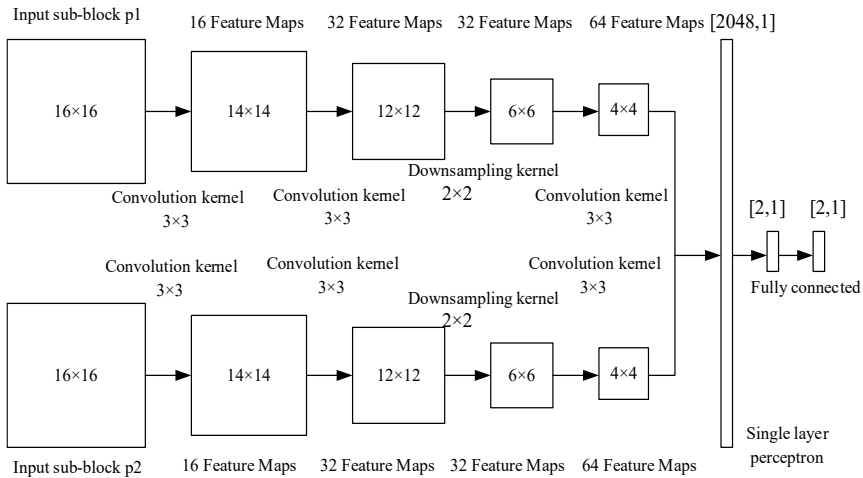 Input sub-block p1
16 Feature Maps
32 Feature Maps
32 Feature Maps
64 Feature Maps
[2048,1]
16×16
14×14
12×12
6×6
4×4
Convolution kernel
3×3
Convolution kernel
3×3
Downsampling kernel
2×2
Convolution kernel
3×3
[2,1]
[2,1]
Fully connected
Convolution kernel
3×3
Convolution kernel
3×3
Downsampling kernel
2×2
Convolution kernel
3×3
16×16
14×14
12×12
6×6
4×4
Single layer
perceptron
Input sub-block p2
16 Feature Maps
32 Feature Maps
32 Feature Maps
64 Feature Maps